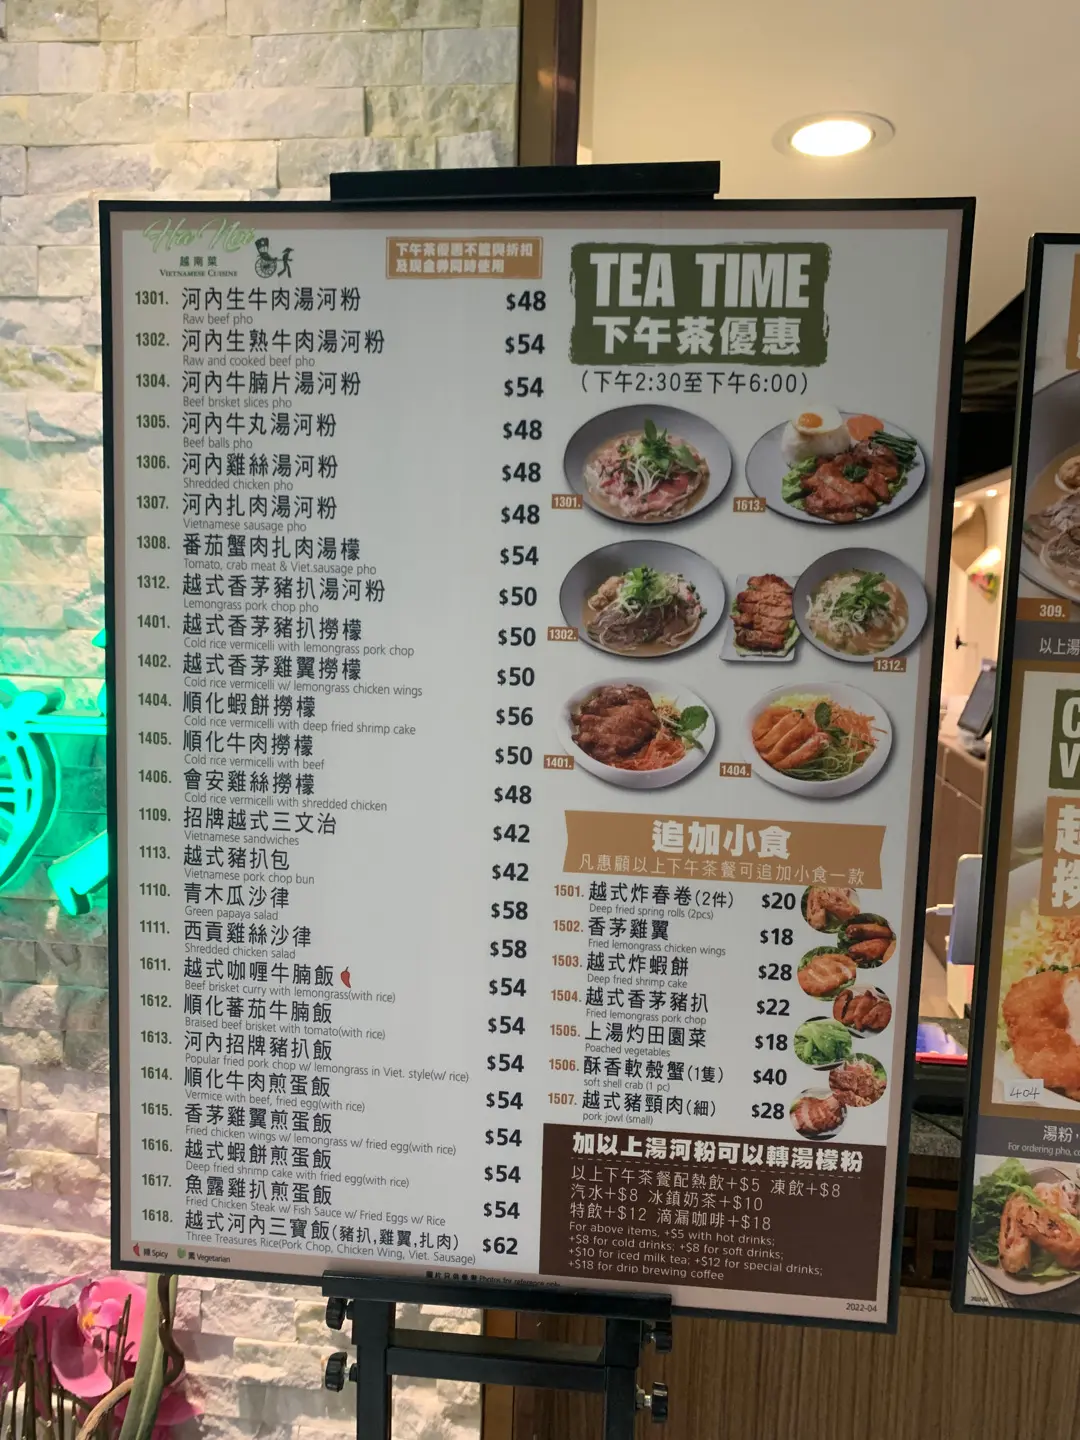 Ha Noi
越南菜
VIETNAMESE CUISINE
下午茶優惠不能與折扣
及現金券同時使用
1301. 河內生牛肉湯河粉 $48
Raw beef pho
1302. 河內生熟牛肉湯河粉 $54
Raw and cooked beef pho
1304. 河內牛腩片湯河粉 $54
Beef brisket slices pho
1305. 河內牛丸湯河粉 $48
Beef balls pho
1306. 河內雞絲湯河粉 $48
Shredded chicken pho
1307. 河內扎肉湯河粉 $48
Vietnamese sausage pho
1308. 番茄蟹肉扎肉湯檬 $54
Tomato, crab meat & Viet.sausage pho
1312. 越式香茅豬扒湯河粉 $50
Lemongrass pork chop pho
1401. 越式香茅豬扒撈檬 $50
Cold rice vermicelli with lemongrass pork chop
1402. 越式香茅雞翼撈檬 $50
Cold rice vermicelli w/ lemongrass chicken wings
1404. 順化蝦餅撈檬 $56
Cold rice vermicelli with deep fried shrimp cake
1405. 順化牛肉撈檬 $50
Cold rice vermicelli with beef
1406. 會安雞絲撈檬 $48
Cold rice vermicelli with shredded chicken
1109. 招牌越式三文治 $42
Vietnamese sandwiches
1113. 越式豬扒包 $42
Vietnamese pork chop bun
1110. 青木瓜沙律 $58
Green papaya salad
1111. 西貢雞絲沙律 $58
Shredded chicken salad
1611. 越式咖喱牛腩飯 $54
Beef brisket curry with lemongrass(with rice)
1612. 順化蕃茄牛腩飯 $54
Braised beef brisket with tomato(with rice)
1613. 河內招牌豬扒飯 $54
Popular fried pork chop w/ lemongrass in Viet. style(w/ rice)
1614. 順化牛肉煎蛋飯 $54
Vermice with beef, fried egg(with rice)
1615. 香茅雞翼煎蛋飯 $54
Fried chicken wings w/ lemongrass w/ fried egg(with rice)
1616. 越式蝦餅煎蛋飯 $54
Deep fried shrimp cake with fried egg(with rice)
1617. 魚露雞扒煎蛋飯 $54
Fried Chicken Steak w/ Fish Sauce w/ Fried Eggs w/ Rice
1618. 越式河內三寶飯(豬扒,雞翼,扎肉) $62
Three Treasures Rice(Pork Chop, Chicken Wing, Viet. Sausage)
辣 Spicy
素 Vegetarian
Photos for reference only
TEA TIME
下午茶優惠
(下午2:30至下午6:00)
1301.
1613.
1302.
1312.
1401.
1404.
追加小食
凡惠顧以上下午茶餐可追加小食一款
1501. 越式炸春卷(2件) $20
Deep fried spring rolls (2pcs)
1502. 香茅雞翼 $18
Fried lemongrass chicken wings
1503. 越式炸蝦餅 $28
Deep fried shrimp cake
1504. 越式香茅豬扒 $22
Fried lemongrass pork chop
1505. 上湯灼田園菜 $18
Poached vegetables
1506. 酥香軟殼蟹(1隻) $40
soft shell crab (1 pc)
1507. 越式豬頸肉(細) $28
pork jowl (small)
加以上湯河粉可以轉湯檬粉
以上下午茶餐配熱飲+$5 凍飲+$8
汽水+$8 冰鎮奶茶+$10
特飲+$12 滴漏咖啡+$18
For above items, +$5 with hot drinks;
+$8 for cold drinks; +$8 for soft drinks;
+$10 for iced milk tea; +$12 for special drinks;
+$18 for drip brewing coffee
2022-04
309.
以上湯
404
湯粉,
For ordering pho,